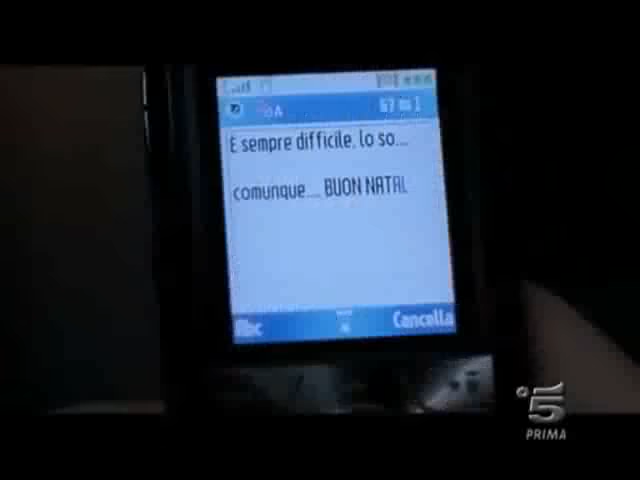 È sempre difficile, lo so....
comunque.... BUON NATAL
Abc
Cancella
5
PRIMA